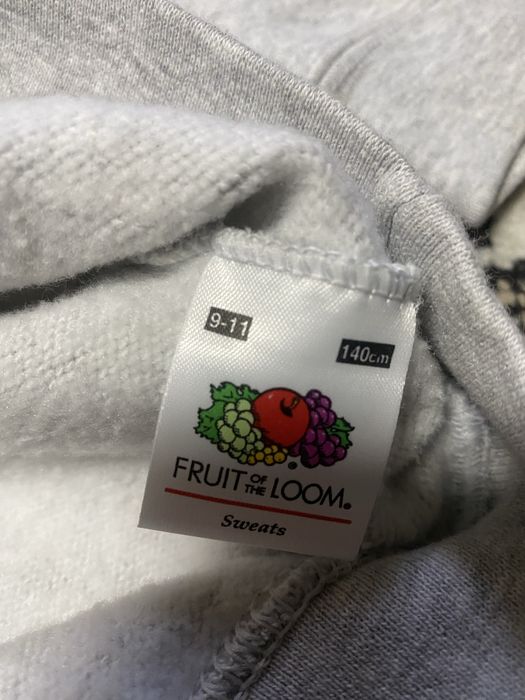 9-11
140cm
FRUIT OF THE LOOM®
Sweats